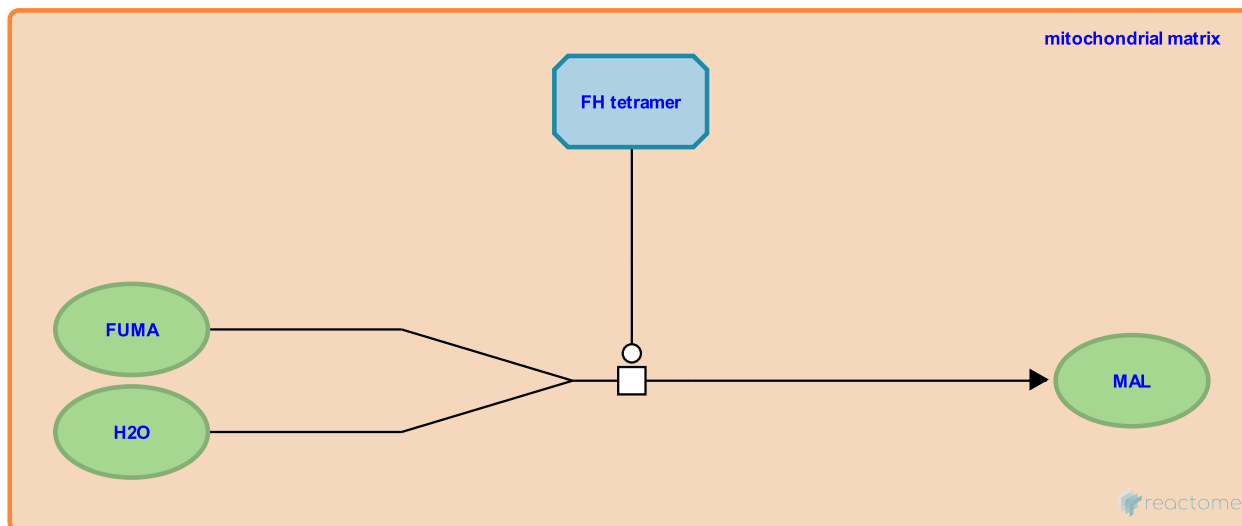 mitochondrial matrix
FH tetramer
FUMA
H2O
MAL
reactome